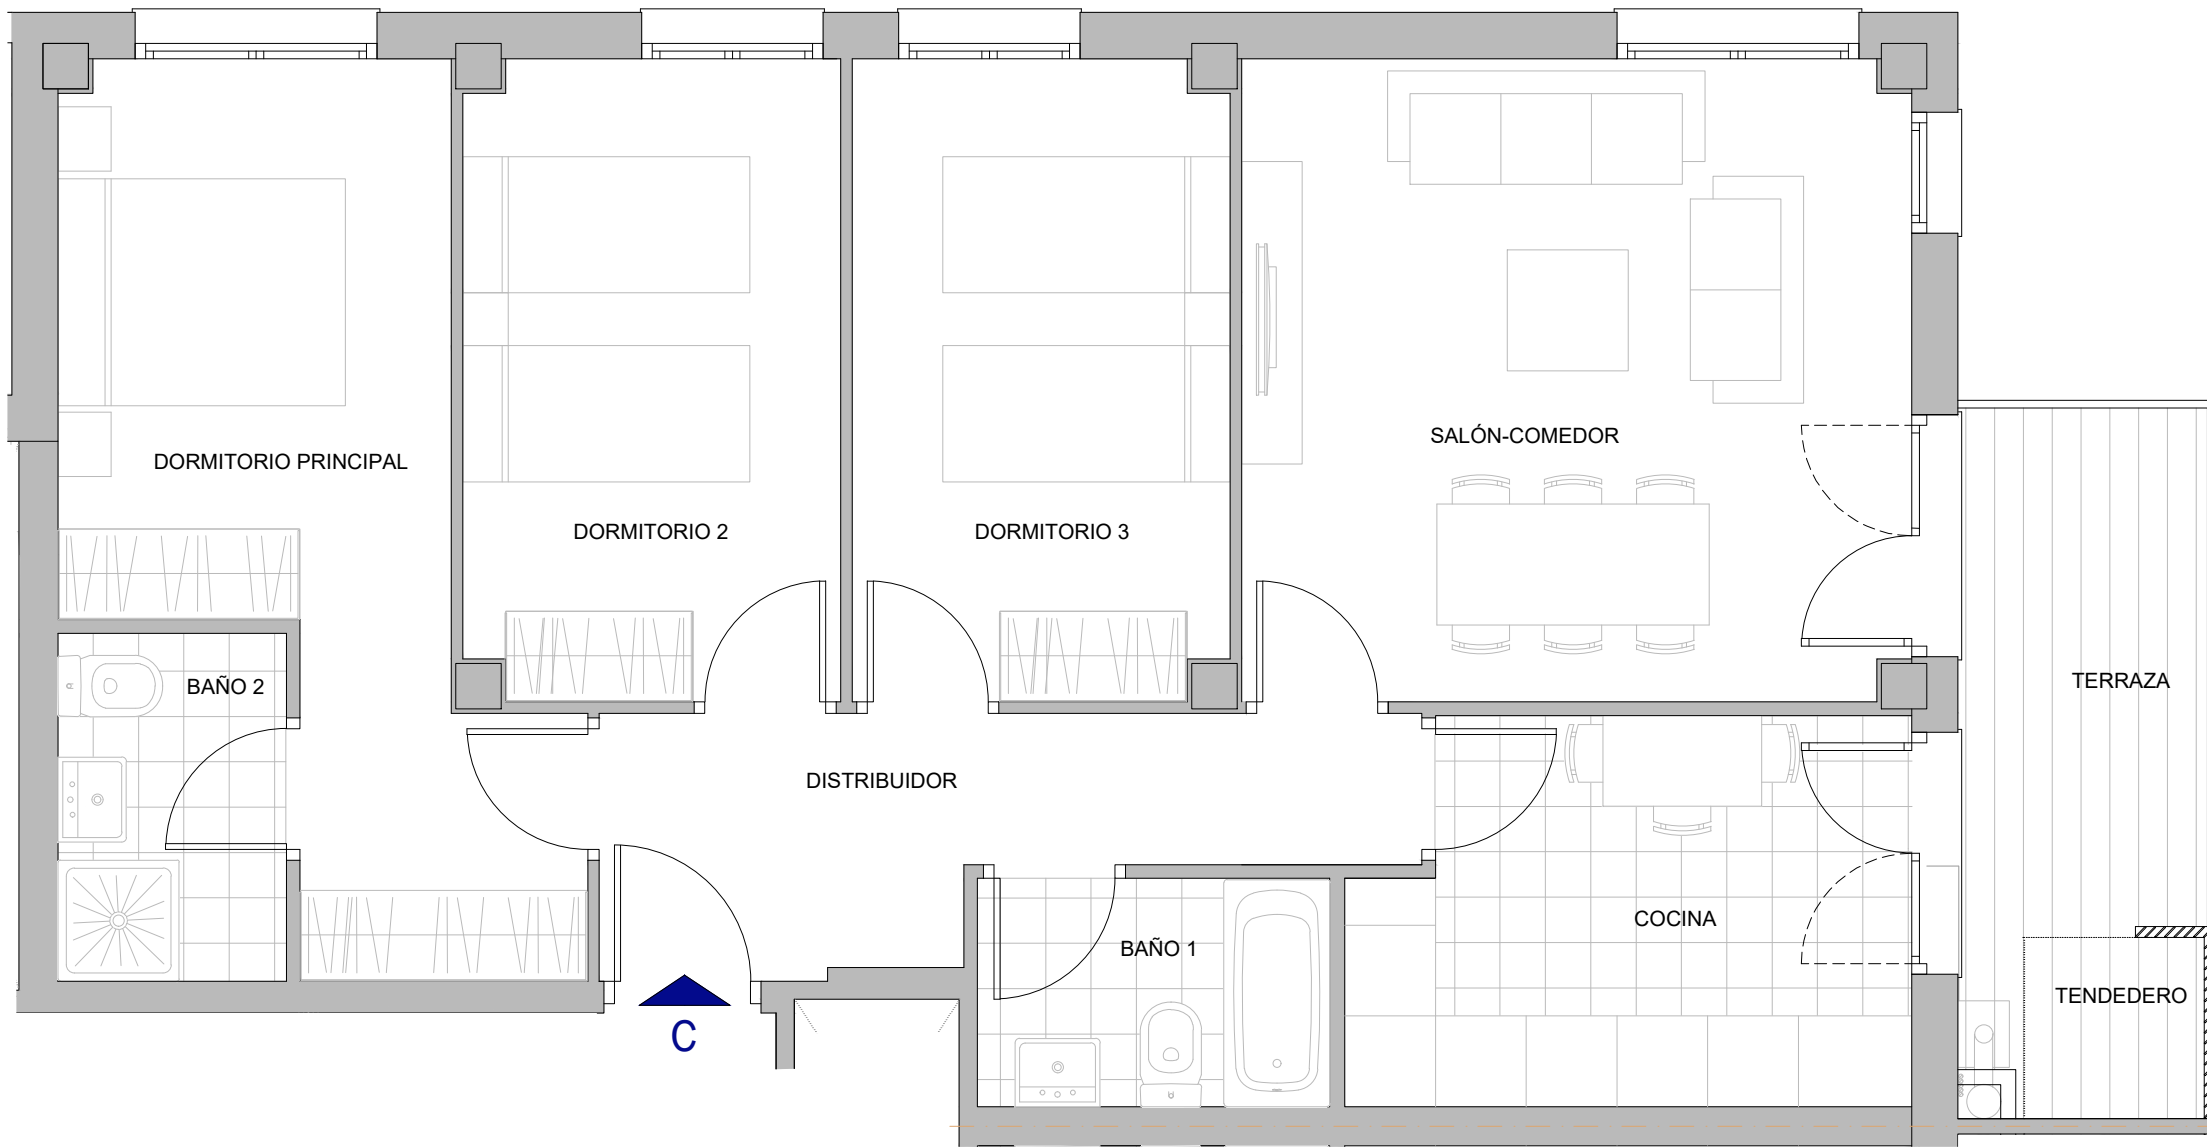 SALÓN-COMEDOR
DORMITORIO PRINCIPAL
DORMITORIO 2
DORMITORIO 3
BAÑO 2
TERRAZA
DISTRIBUIDOR
COCINA
BAÑO 1
TENDEDERO
C